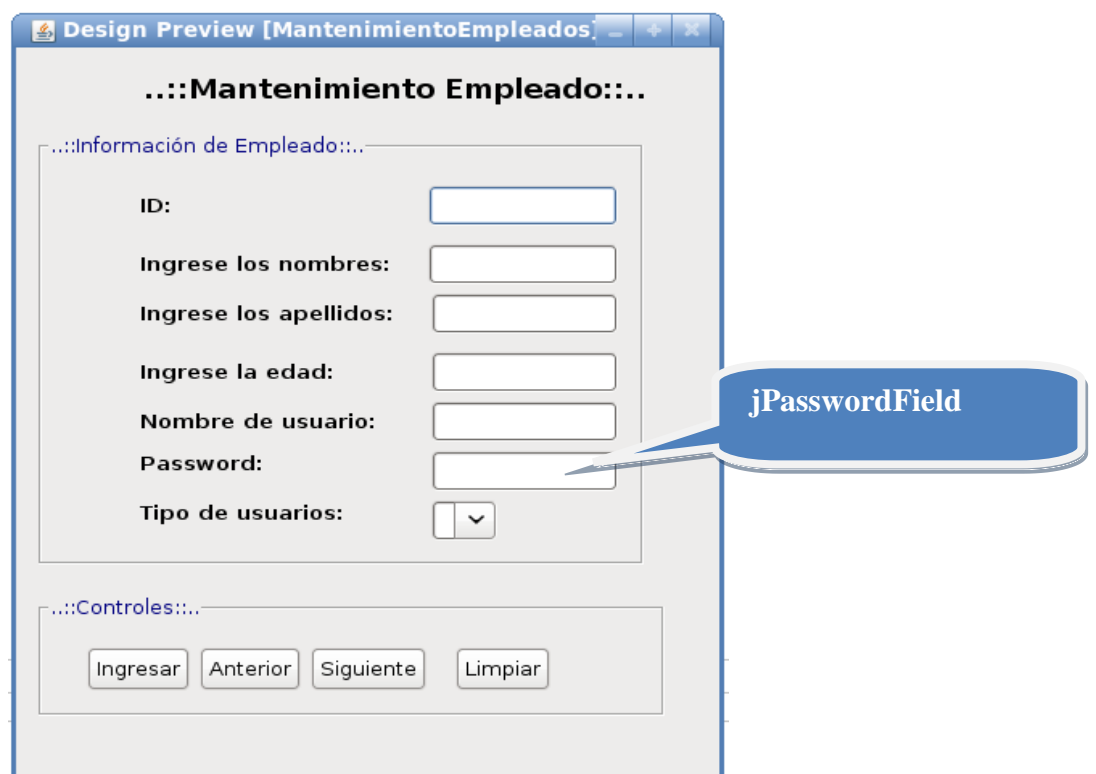 Design Preview [MantenimientoEmpleados]
..::Mantenimiento Empleado::..
..::Información de Empleado::..
ID:
Ingrese los nombres:
Ingrese los apellidos:
Ingrese la edad:
jPasswordField
Nombre de usuario:
Password:
Tipo de usuarios:
..::Controles::..
Ingresar Anterior Siguiente Limpiar